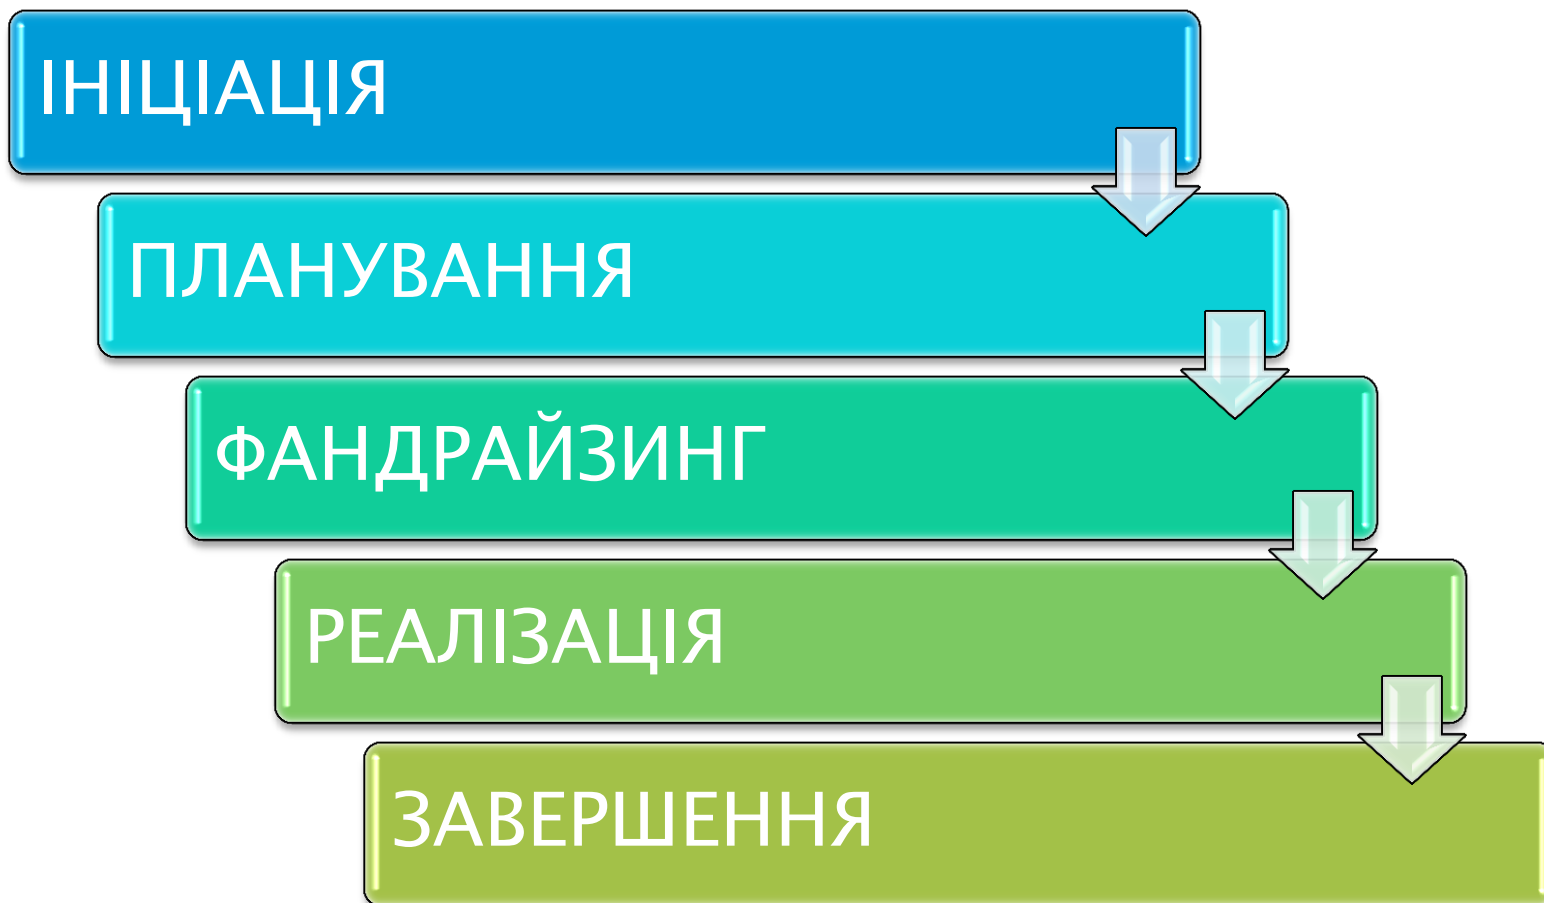 ІНІЦІАЦІЯ
ПЛАНУВАННЯ
ФАНДРАЙЗИНГ
РЕАЛІЗАЦІЯ
ЗАВЕРШЕННЯ